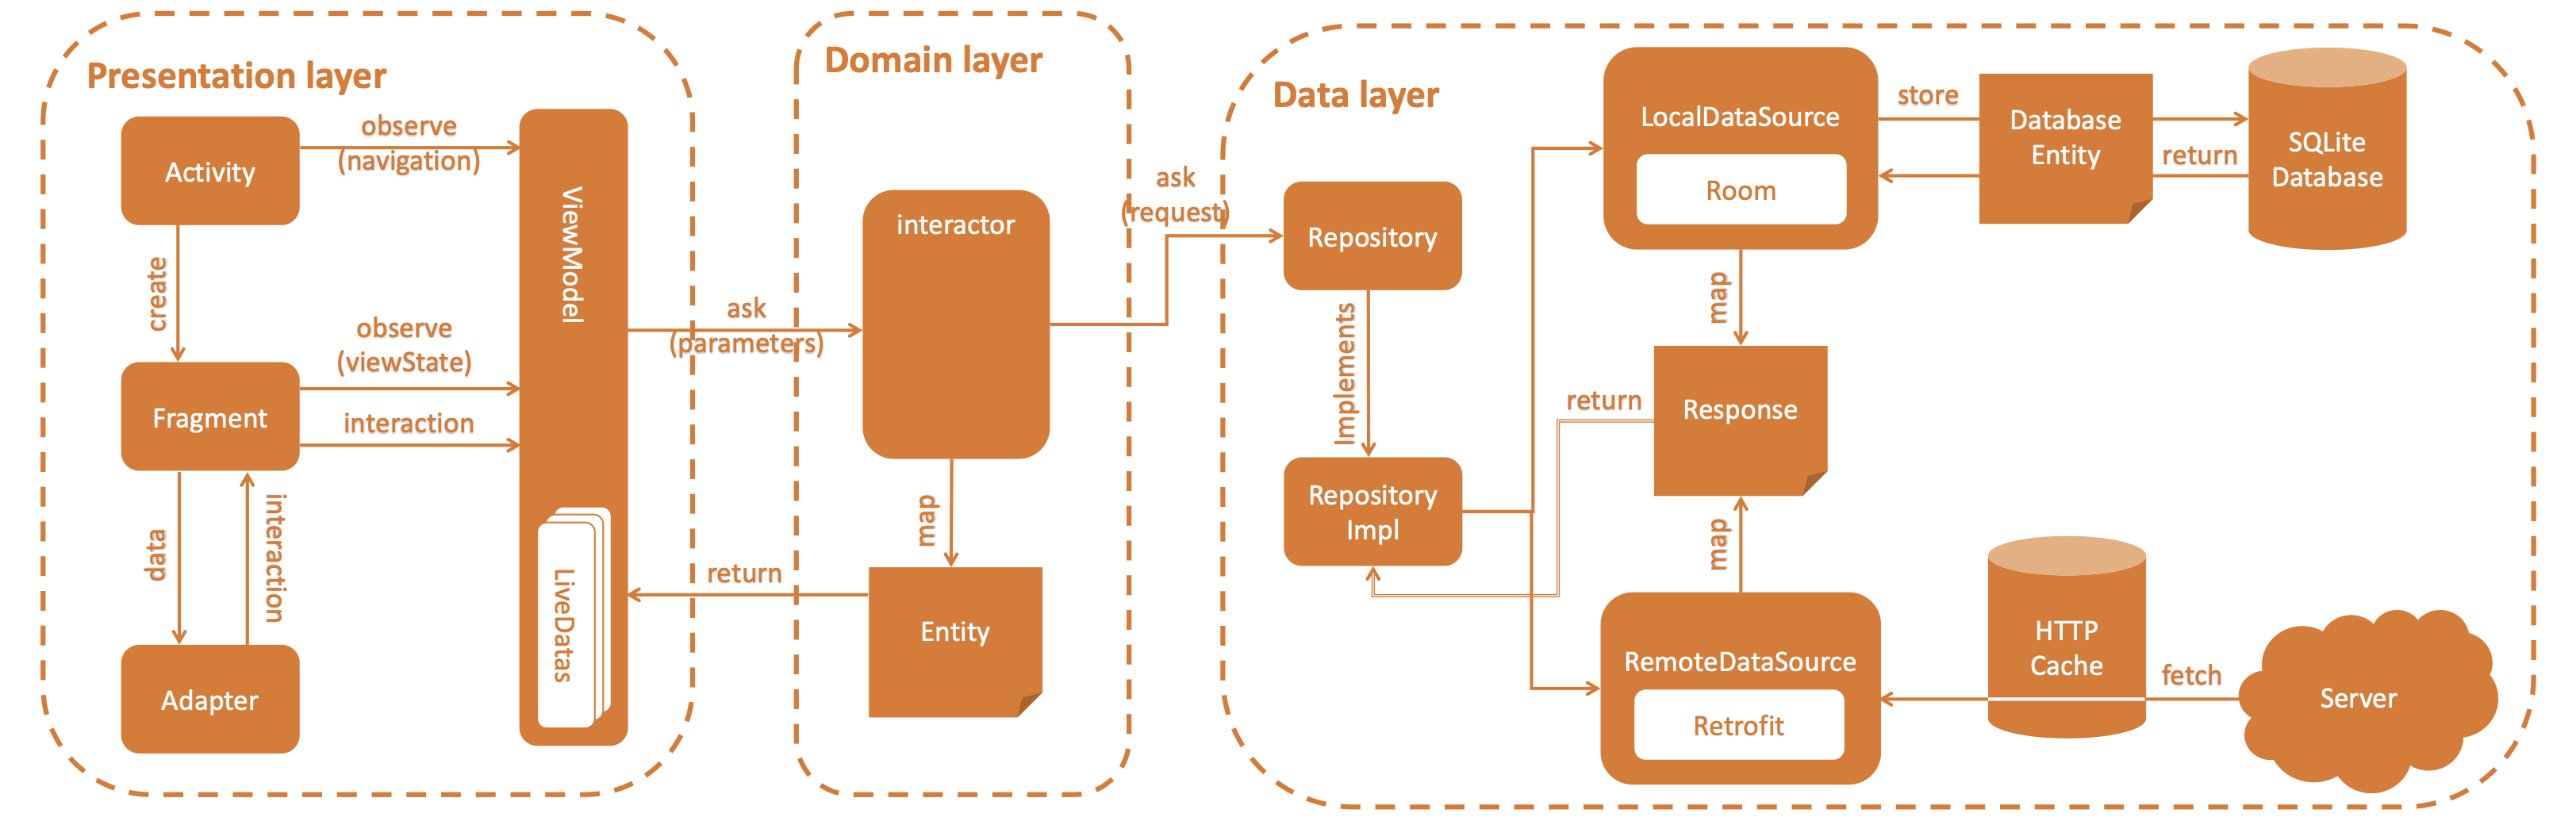 Presentation layer
Activity
observe
(navigation)
create
Fragment
observe
(viewState)
interaction
data
interaction
Adapter
ViewModel
LiveDatas
ask
(parameters)
return
Domain layer
interactor
map
Entity
ask
(request)
Data layer
Repository
Implements
Repository
Impl
LocalDataSource
Room
store
Database
Entity
return
SQLite
Database
map
Response
return
map
RemoteDataSource
Retrofit
HTTP
Cache
fetch
Server